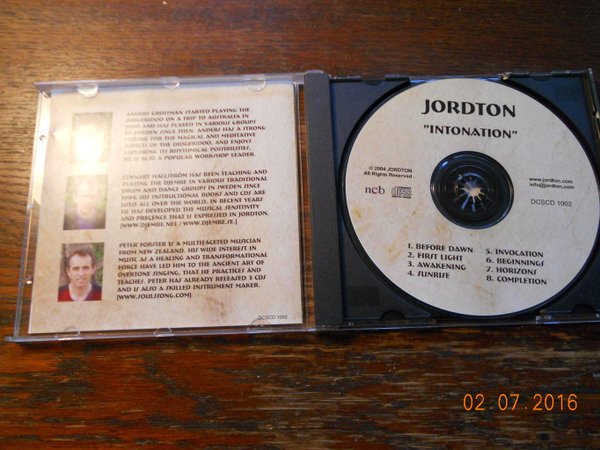 ANDERS GROSSMAN STARTED PLAYING THE
DIDGERIDOO ON A TRIP TO AUSTRALIA IN
AND HAS PLAYED IN VARIOUS GROUPS
IN SWEDEN SINCE THEN. ANDERS HAS A STRONG
FEELING FOR THE MAGICAL AND MEDITATIVE
ASPECTS OF THE DIDGERIDOO, AND ENJOYS
EXPLORING ITS RHYTHMICAL POSSIBILITIES.
HE IS ALSO A POPULAR WORKSHOP LEADER.
LENNART HALLSTRÖM HAS BEEN TEACHING AND
PLAYING THE DJEMBE IN VARIOUS TRADITIONAL
DRUM AND DANCE GROUPS IN SWEDEN SINCE
1994. HIS INSTRUCTIONAL BOOKS AND CDS ARE
USED ALL OVER THE WORLD. IN RECENT YEARS
HE HAS DEVELOPED THE MUSICAL SENSITIVITY
AND PRECENCE THAT IS EXPRESSED IN JORDTON.
[WWW.DJEMBE.NET / WWW.DJEMBE.SE]
PETER FORSTER IS A MULTIFACETED MUSICIAN
FROM NEW ZEALAND. HIS WIDE INTEREST IN
MUSIC AS A HEALING AND TRANSFORMATIONAL
FORCE HAVE LED HIM TO THE ANCIENT ART OF
OVERTONE SINGING, THAT HE PRACTICES AND
TEACHES. PETER HAS ALREADY RELEASED 3 CDS
AND IS ALSO A SKILLED INSTRUMENT MAKER.
[WWW.SOULSSONG.COM]
DCSCD 1002
JORDTON
"INTONATION"
© 2004 JORDTON
All Rights Reserved
ncb
www.jordton.com
info@jordton.com
DCSCD 1002
1. BEFORE DAWN
2. FIRST LIGHT
3. AWAKENING
4. SUNRISE
5. INVOCATION
6. BEGINNINGS
7. HORIZONS
8. COMPLETION
02.07.2016